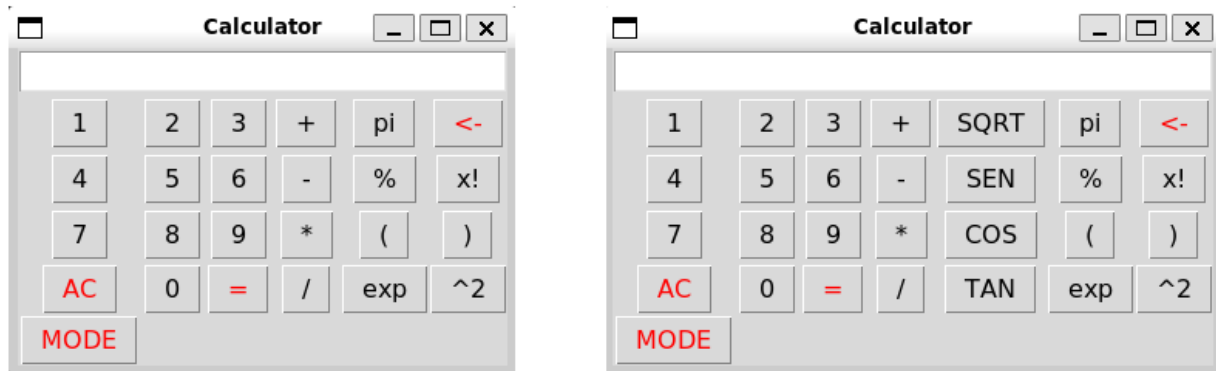 Calculator
1 2 3 + pi <-
4 5 6 - % x!
7 8 9 * ( )
AC 0 = / exp ^2
MODE
Calculator
1 2 3 + SQRT pi <-
4 5 6 - SEN % x!
7 8 9 * COS ( )
AC 0 = / TAN exp ^2
MODE